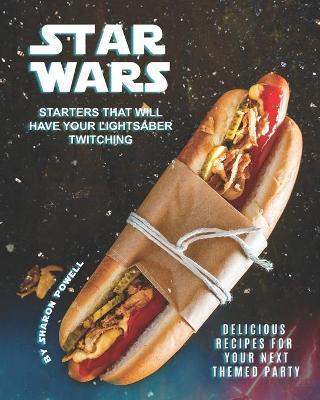 STAR
WARS
STARTERS THAT WILL
HAVE YOUR LIGHTSABER
TWITCHING
BY SHARON POWELL
DELICIOUS
RECIPES FOR
YOUR NEXT
THEMED PARTY